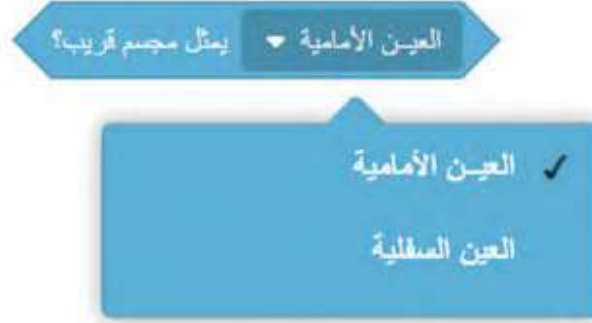 العيـن الأمامية يمثل مجسم قريب؟
العيـن الأمامية
العين السفلية